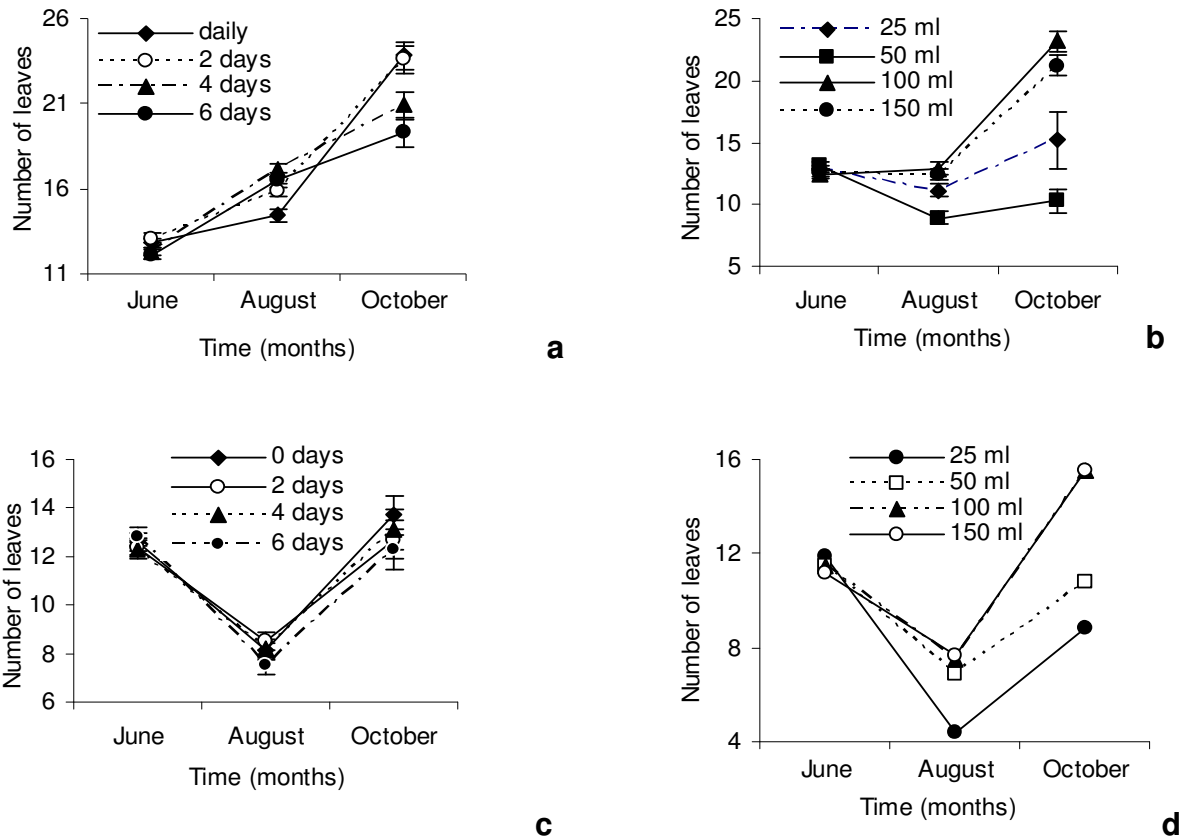 26
21
16
11
Number of leaves
daily
2 days
4 days
6 days
June August October
Time (months)
a
25
20
15
10
5
Number of leaves
25 ml
50 ml
100 ml
150 ml
June August October
Time (months)
b
16
14
12
10
8
6
Number of leaves
0 days
2 days
4 days
6 days
June August October
Time (months)
c
16
12
8
4
Number of leaves
25 ml
50 ml
100 ml
150 ml
June August October
Time (months)
d